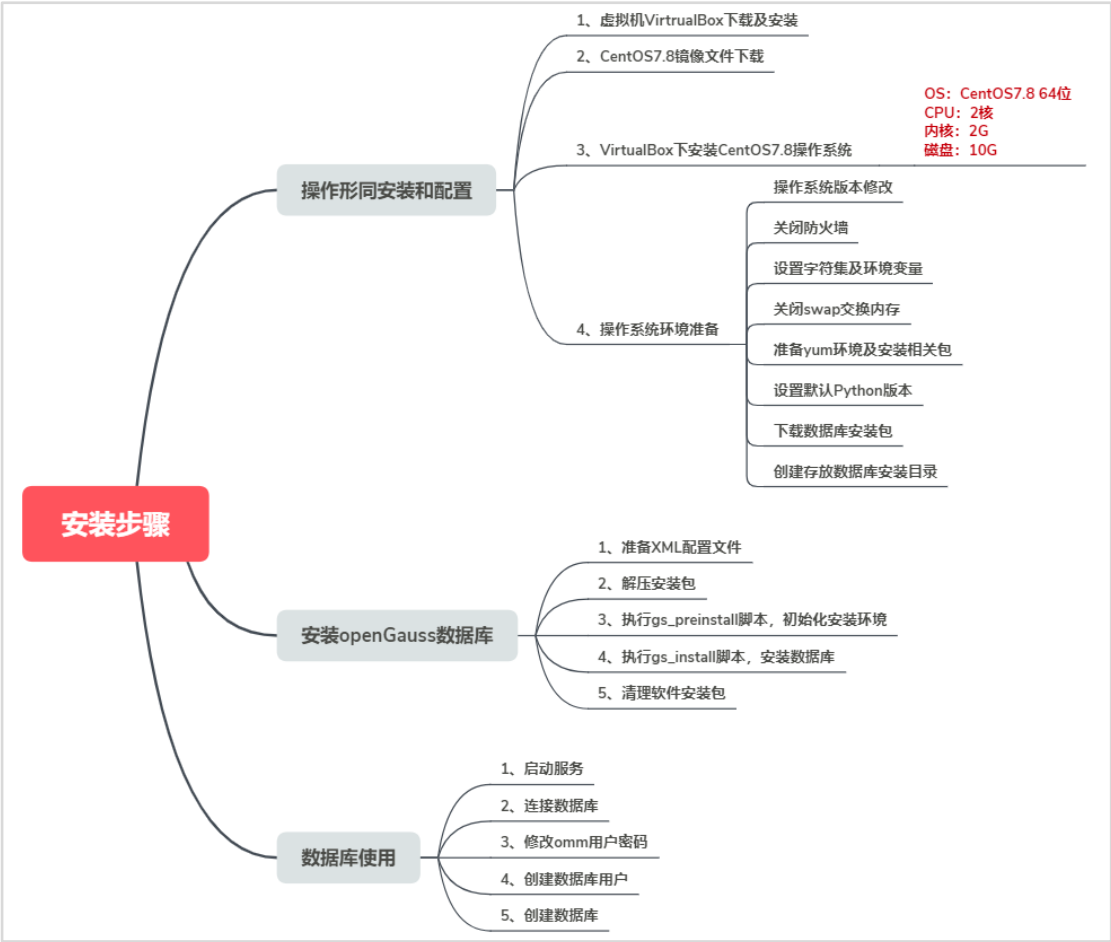 安装步骤
操作形同安装和配置
1、虚拟机VirtrualBox下载及安装
2、CentOS7.8镜像文件下载
3、VirtualBox下安装CentOS7.8操作系统
OS：CentOS7.8 64位
CPU：2核
内核：2G
磁盘：10G
4、操作系统环境准备
操作系统版本修改
关闭防火墙
设置字符集及环境变量
关闭swap交换内存
准备yum环境及安装相关包
设置默认Python版本
下载数据库安装包
创建存放数据库安装目录
安装openGauss数据库
1、准备XML配置文件
2、解压安装包
3、执行gs_preinstall脚本，初始化安装环境
4、执行gs_install脚本，安装数据库
5、清理软件安装包
数据库使用
1、启动服务
2、连接数据库
3、修改omm用户密码
4、创建数据库用户
5、创建数据库